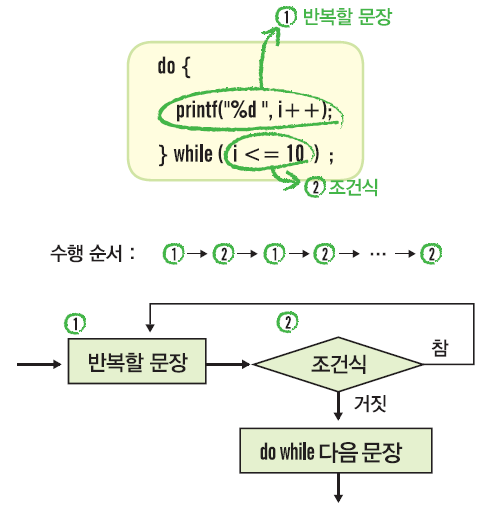 ① 반복할 문장
do {
printf("%d ", i++);
} while ( i <= 10 ) ;
② 조건식
수행 순서 : ① → ② → ① → ② → ··· → ②
① ②
반복할 문장 조건식 참
거짓
do while 다음 문장